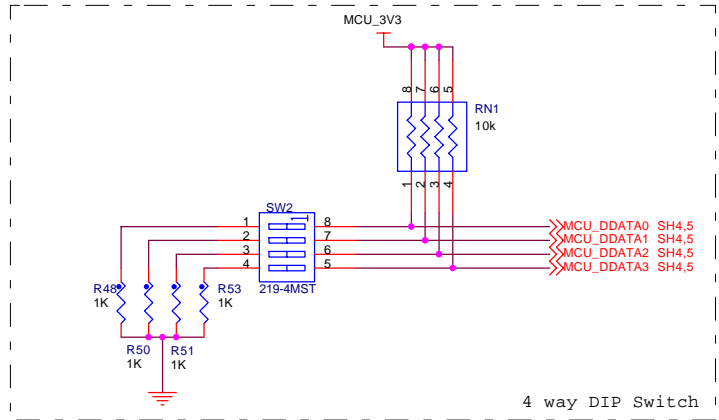 MCU_3V3
8 7 6 5
RN1
10k
1 2 3 4
SW2
1 8
2 7
3 6
4 5
219-4MST
MCU_DDATA0 SH4,5
MCU_DDATA1 SH4,5
MCU_DDATA2 SH4,5
MCU_DDATA3 SH4,5
R48
1K
R53
1K
R50
1K
R51
1K
4 way DIP Switch